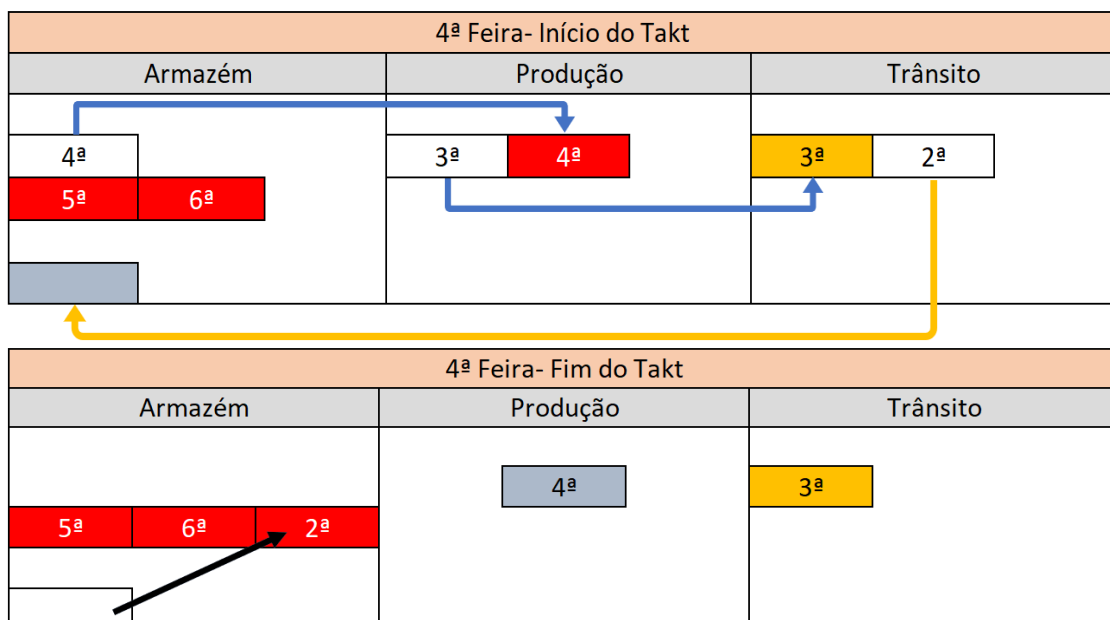 4ª Feira- Início do Takt
Armazém Produção Trânsito
4ª 3ª 4ª 3ª 2ª
5ª 6ª
4ª Feira- Fim do Takt
Armazém Produção Trânsito
4ª 3ª
5ª 6ª 2ª